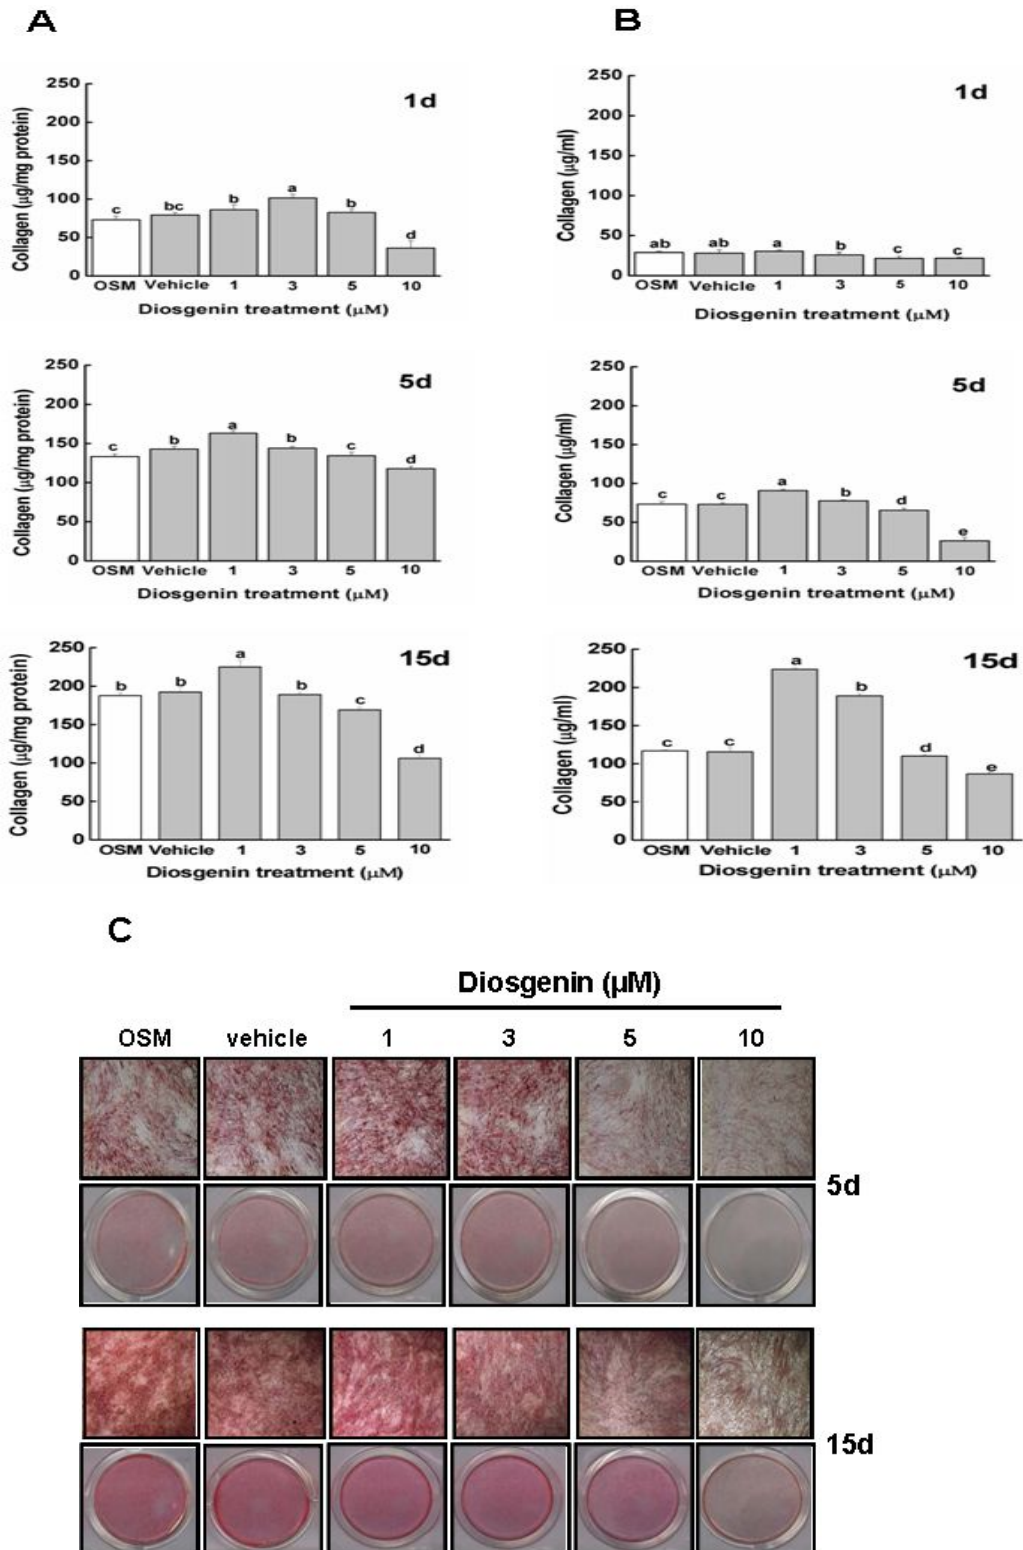 A
B
250
200
150
100
50
0
Collagen (μg/mg protein)
1d
c bc b a b d
OSM Vehicle 1 3 5 10
Diosgenin treatment (μM)
250
200
150
100
50
0
Collagen (μg/ml)
1d
ab ab a b c c
OSM Vehicle 1 3 5 10
Diosgenin treatment (μM)
250
200
150
100
50
0
Collagen (μg/mg protein)
5d
c b a b c d
OSM Vehicle 1 3 5 10
Diosgenin treatment (μM)
250
200
150
100
50
0
Collagen (μg/ml)
5d
c c a b d e
OSM Vehicle 1 3 5 10
Diosgenin treatment (μM)
250
200
150
100
50
0
Collagen (μg/mg protein)
15d
b b a b c d
OSM Vehicle 1 3 5 10
Diosgenin treatment (μM)
250
200
150
100
50
0
Collagen (μg/ml)
15d
c c a b d e
OSM Vehicle 1 3 5 10
Diosgenin treatment (μM)
C
Diosgenin (μM)
OSM vehicle 1 3 5 10
5d
15d